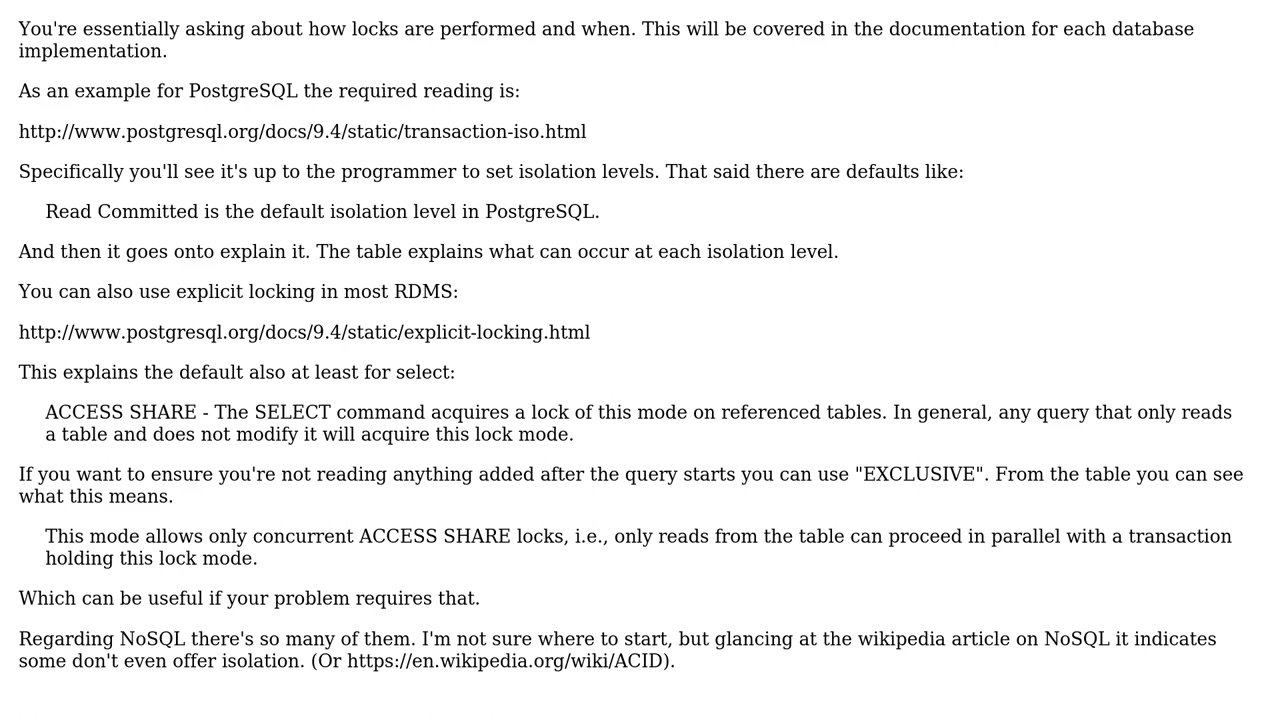 You're essentially asking about how locks are performed and when. This will be covered in the documentation for each database
implementation.
As an example for PostgreSQL the required reading is:
http://www.postgresql.org/docs/9.4/static/transaction-iso.html
Specifically you'll see it's up to the programmer to set isolation levels. That said there are defaults like:
Read Committed is the default isolation level in PostgreSQL.
And then it goes onto explain it. The table explains what can occur at each isolation level.
You can also use explicit locking in most RDMS:
http://www.postgresql.org/docs/9.4/static/explicit-locking.html
This explains the default also at least for select:
ACCESS SHARE - The SELECT command acquires a lock of this mode on referenced tables. In general, any query that only reads
a table and does not modify it will acquire this lock mode.
If you want to ensure you're not reading anything added after the query starts you can use "EXCLUSIVE". From the table you can see
what this means.
This mode allows only concurrent ACCESS SHARE locks, i.e., only reads from the table can proceed in parallel with a transaction
holding this lock mode.
Which can be useful if your problem requires that.
Regarding NoSQL there's so many of them. I'm not sure where to start, but glancing at the wikipedia article on NoSQL it indicates
some don't even offer isolation. (Or https://en.wikipedia.org/wiki/ACID).